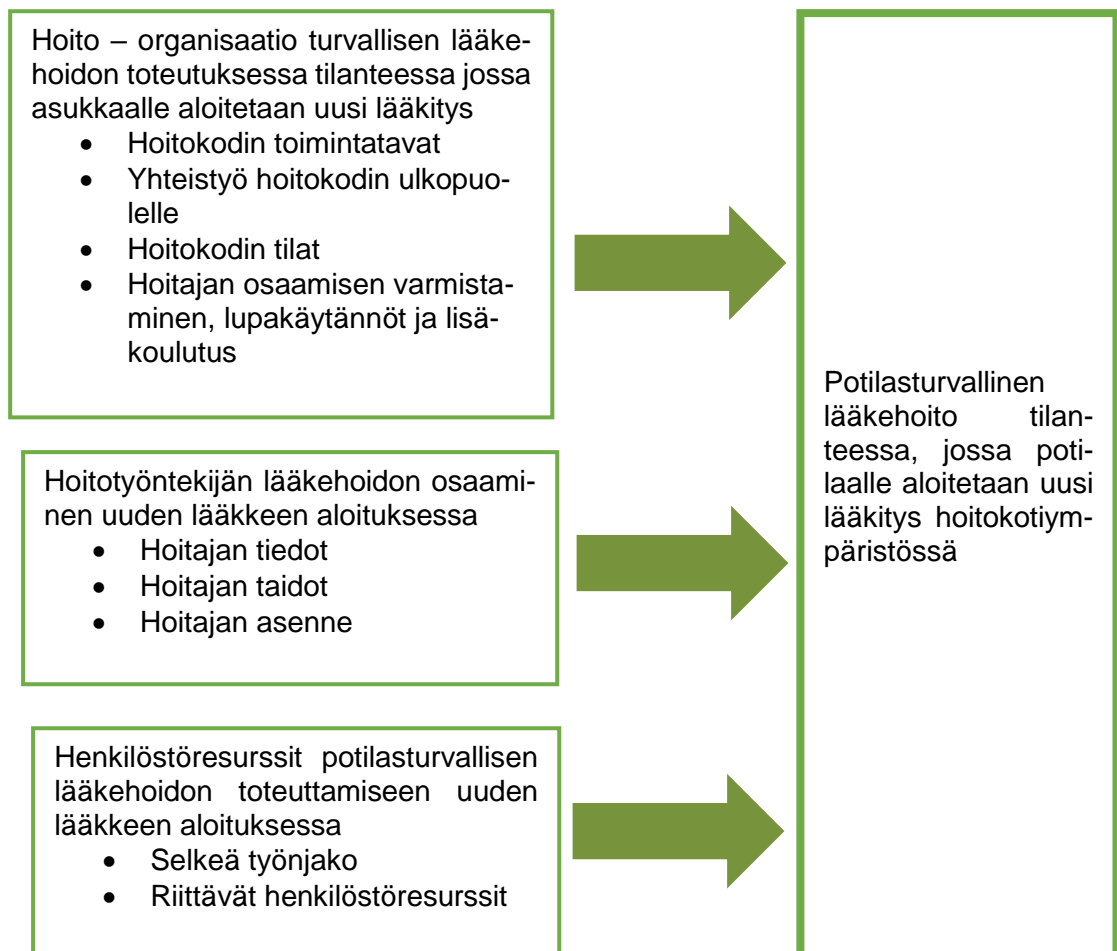 Hoito – organisaatio turvallisen lääke-
hoidon toteutuksessa tilanteessa jossa
asukkaalle aloitetaan uusi lääkitys
• Hoitokodin toimintatavat
• Yhteistyö hoitokodin ulkopuo-
lelle
• Hoitokodin tilat
• Hoitajan osaamisen varmista-
minen, lupakäytännöt ja lisä-
koulutus
Hoitotyöntekijän lääkehoidon osaami-
nen uuden lääkkeen aloituksessa
• Hoitajan tiedot
• Hoitajan taidot
• Hoitajan asenne
Henkilöstöresurssit potilasturvallisen
lääkehoidon toteuttamiseen uuden
lääkkeen aloituksessa
• Selkeä työnjako
• Riittävät henkilöstöresurssit
Potilasturvallinen
lääkehoito tilan-
teessa, jossa poti-
laalle aloitetaan uusi
lääkitys hoitokotiym-
päristössä